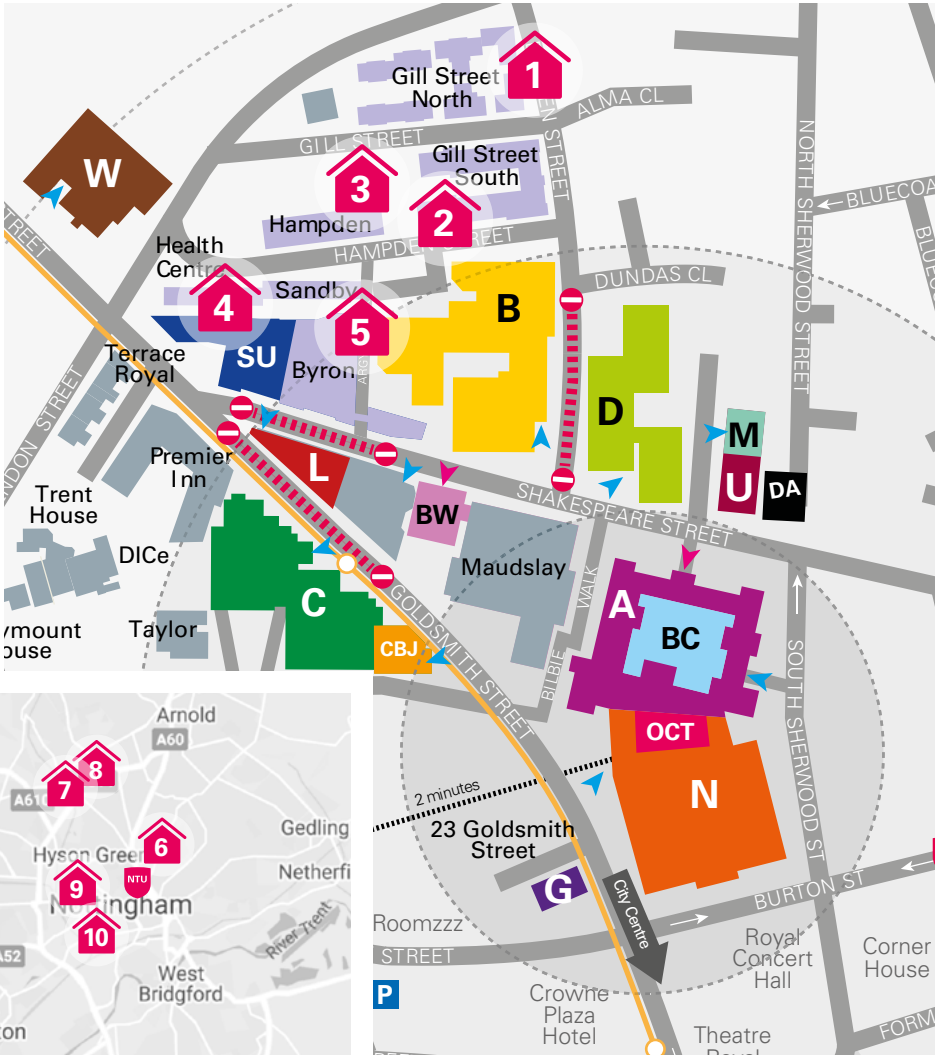 1
Gill Street
North
ALMA CL
GILL STREET
W
3
Gill Street
South
2
Hampden
HAMPDEN STREET
NORTH SHERWOOD STREET
Health
Centre
Sandby
4
5
B
DUNDAS CL
Terrace
Royal
SU
Byron
D
M
U
DA
Premier
Inn
L
BW
SHAKESPEARE STREET
Trent
House
DICe
Maudslay
C
A
BC
WALK
BILBIE
Taylor
CBJ
GOLDSMITH STREET
SOUTH SHERWOOD ST
OCT
N
2 minutes
23 Goldsmith
Street
G
City Centre
BURTON ST
Roomzzz
STREET
Royal
Concert
Hall
Corner
House
P
Crowne
Plaza
Hotel
Theatre
Arnold
A60
8
7
Gedling
6
Hyson Green
NTU
9
Nottingham
10
A52
River Trent
West
Bridgford